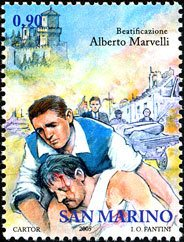 0,90
Beatificazione
Alberto Marvelli
SAN MARINO
CARTOR 2005 I.O. FANTINI